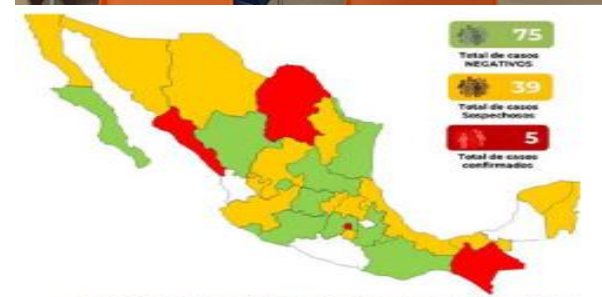 75
Total de casos
NEGATIVOS
39
Total de casos
Sospechosos
5
Total de casos
confirmados